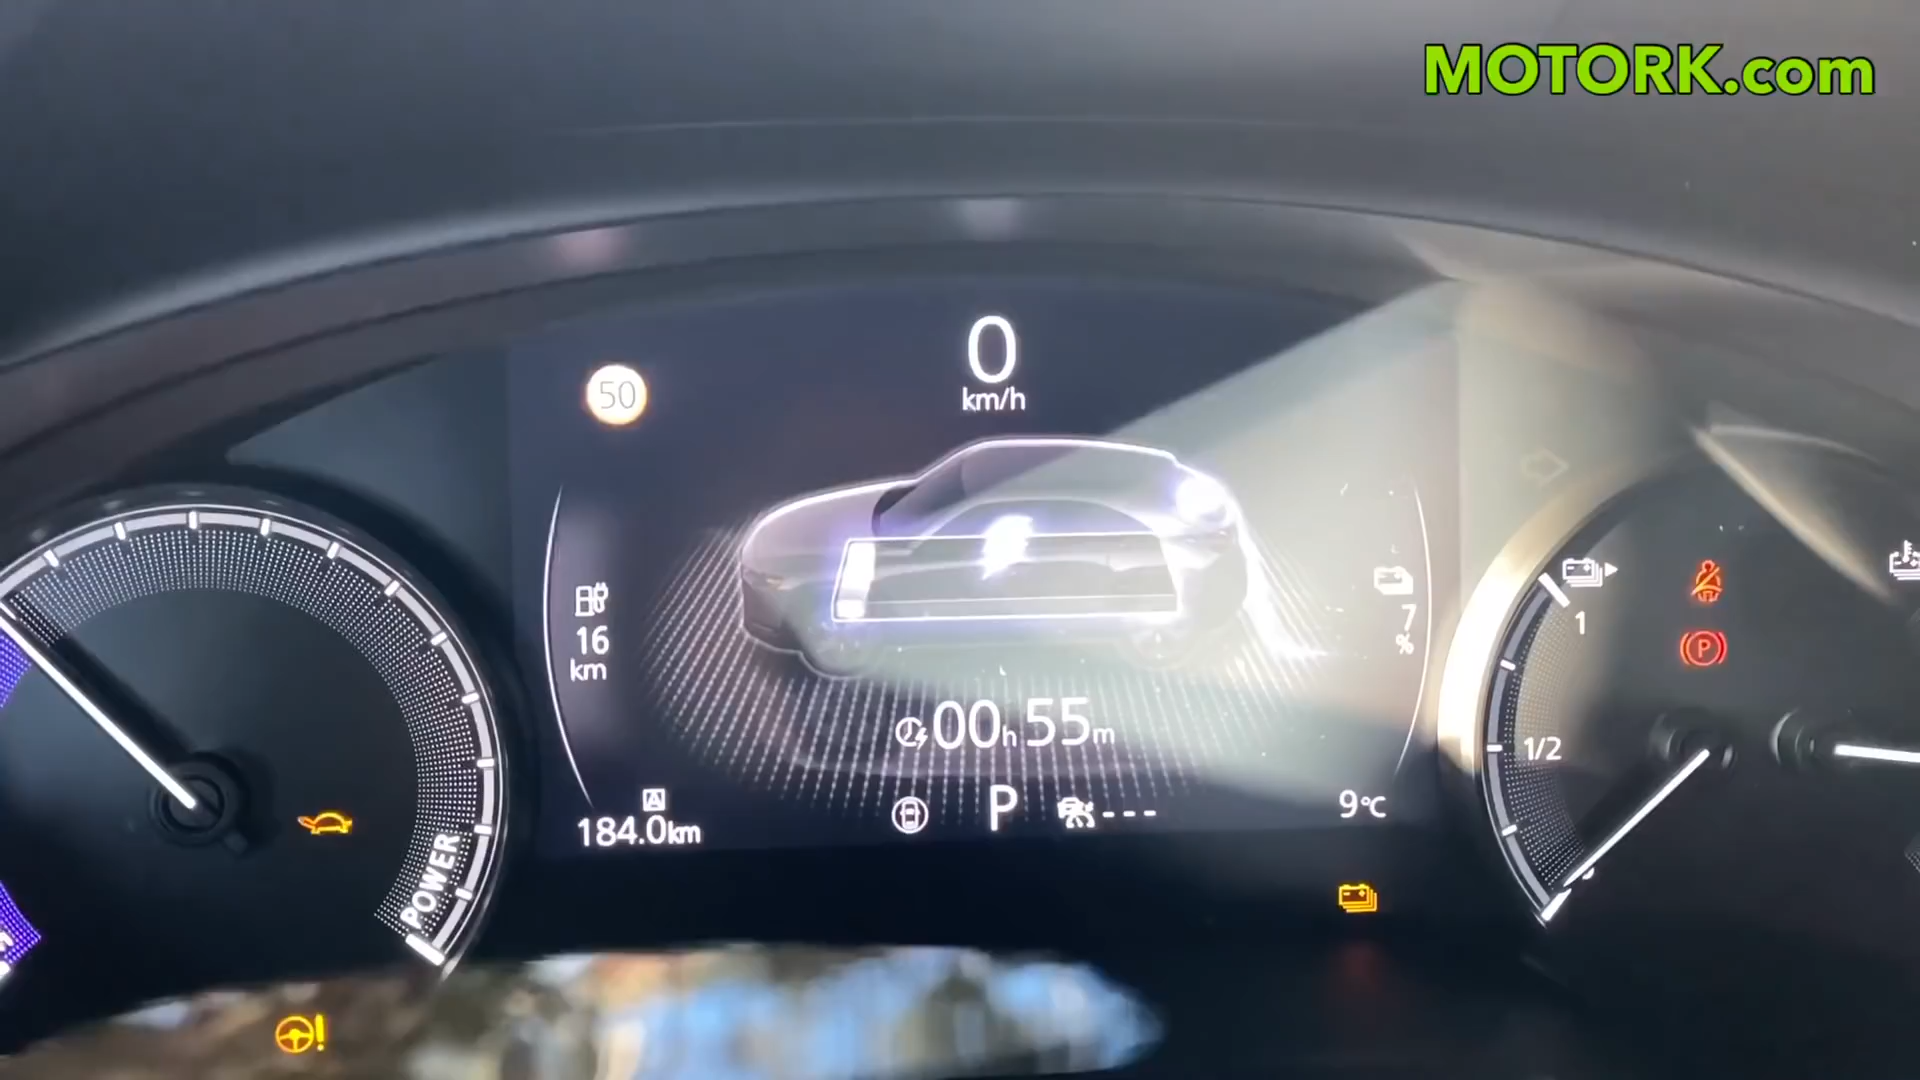 MOTORK.com
0
km/h
50
16
km
7
%
1
1/2
00h 55m
P
P ---
A
184.0km
9°C
POWER